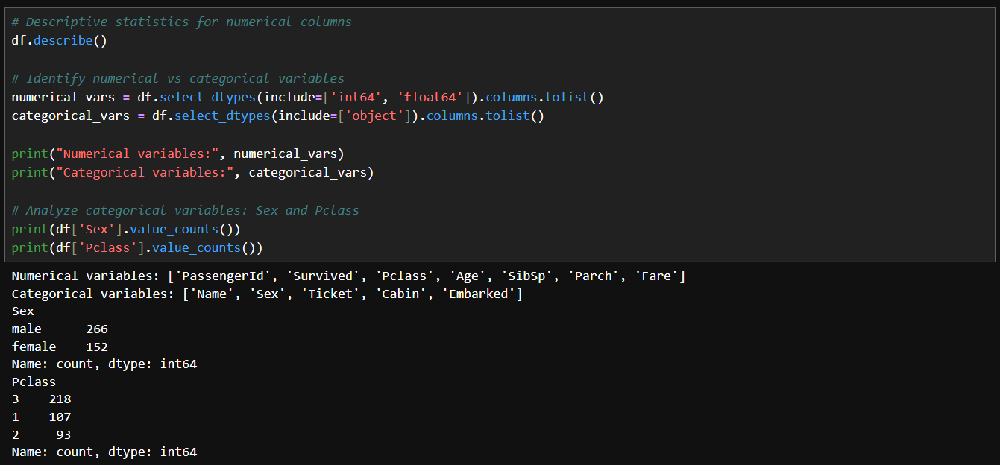 # Descriptive statistics for numerical columns
df.describe()
# Identify numerical vs categorical variables
numerical_vars = df.select_dtypes(include=['int64', 'float64']).columns.tolist()
categorical_vars = df.select_dtypes(include=['object']).columns.tolist()
print("Numerical variables:", numerical_vars)
print("Categorical variables:", categorical_vars)
# Analyze categorical variables: Sex and Pclass
print(df['Sex'].value_counts())
print(df['Pclass'].value_counts())
Numerical variables: ['PassengerId', 'Survived', 'Pclass', 'Age', 'SibSp', 'Parch', 'Fare']
Categorical variables: ['Name', 'Sex', 'Ticket', 'Cabin', 'Embarked']
Sex
male      266
female    152
Name: count, dtype: int64
Pclass
3    218
1    107
2     93
Name: count, dtype: int64